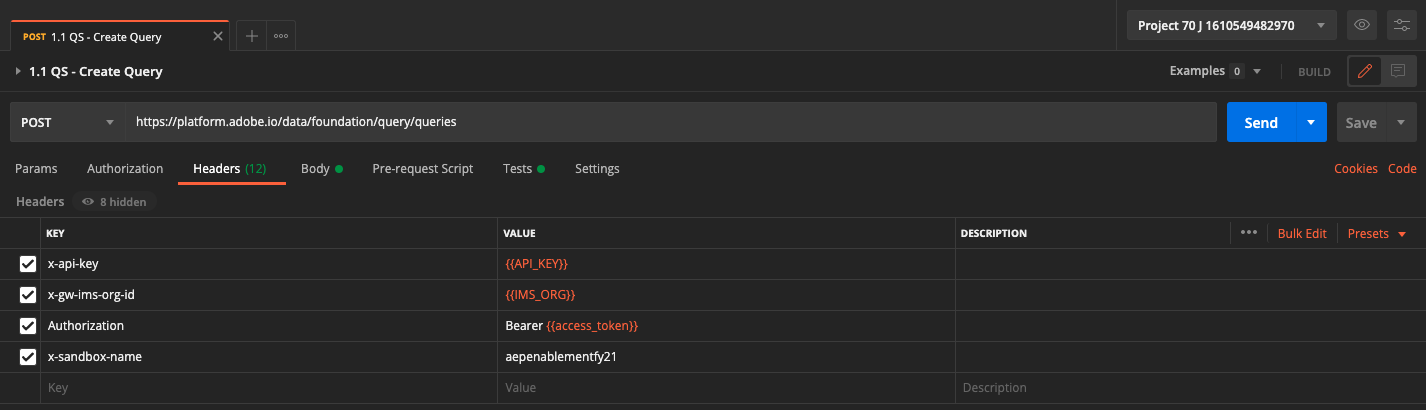 POST 1.1 QS - Create Query
Project 70 J 1610549482970
1.1 QS - Create Query
Examples 0
BUILD
POST
https://platform.adobe.io/data/foundation/query/queries
Send
Save
Params Authorization Headers (12) Body Pre-request Script Tests Settings
Cookies Code
Headers 8 hidden
KEY VALUE DESCRIPTION
Bulk Edit Presets
x-api-key {{API_KEY}}
x-gw-ims-org-id {{IMS_ORG}}
Authorization Bearer {{access_token}}
x-sandbox-name aepenablementfy21
Key Value Description